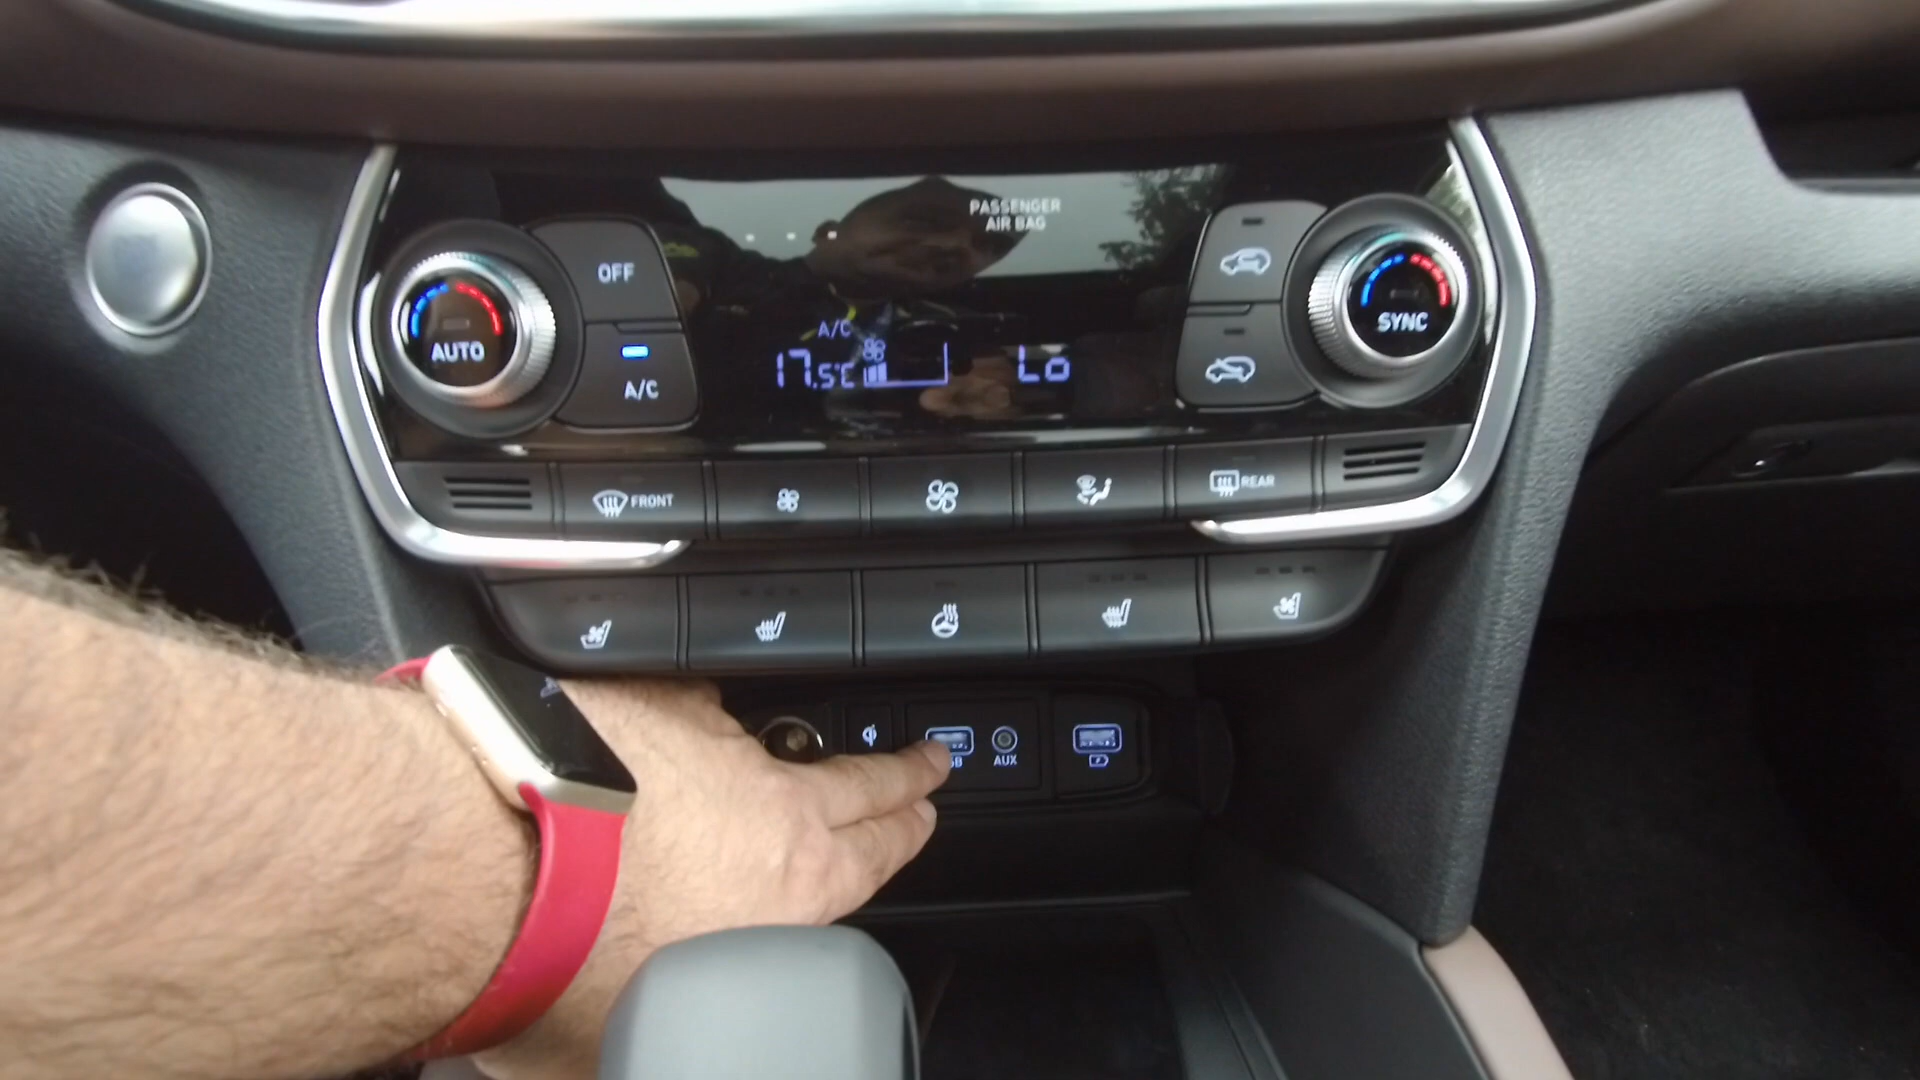 PASSENGER
AIR BAG
OFF
A/C
AUTO
A/C
17.5°C
Lo
SYNC
FRONT
REAR
AUX